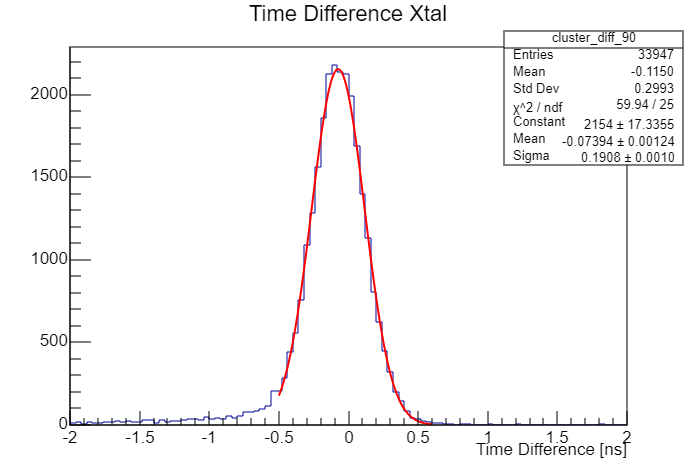 Time Difference Xtal
cluster_diff_90
Entries 33947
Mean -0.1150
Std Dev 0.2993
χ^2 / ndf 59.94 / 25
Constant 2154 ± 17.3355
Mean -0.07394 ± 0.00124
Sigma 0.1908 ± 0.0010
2000
1500
1000
500
0
-2 -1.5 -1 -0.5 0 0.5 1 1.5 2
Time Difference [ns]